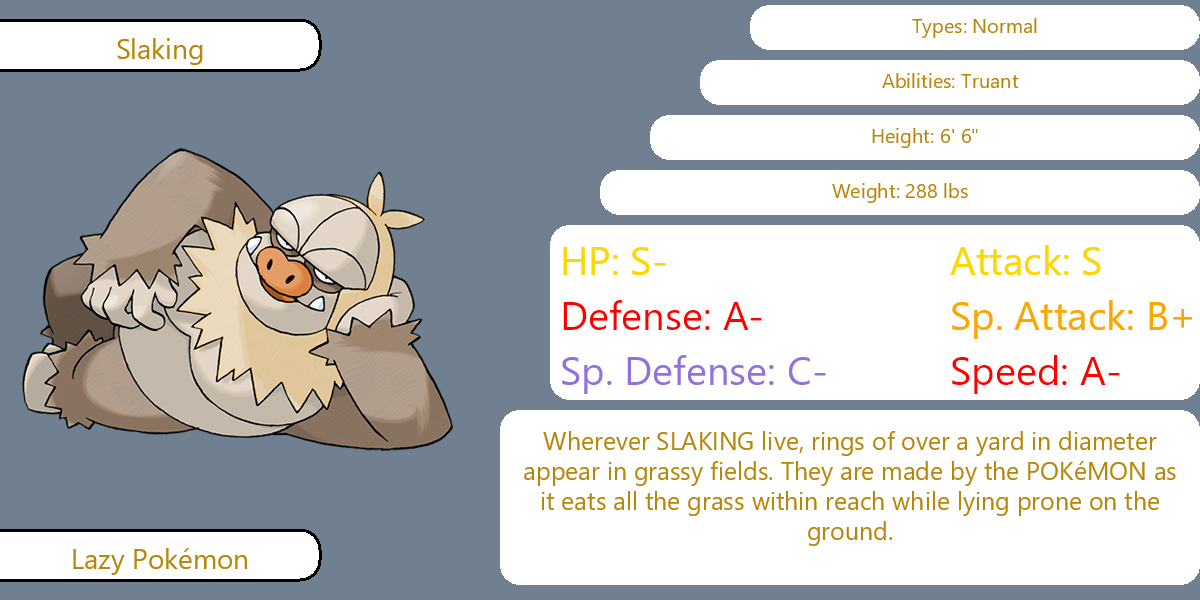 Slaking
Types: Normal
Abilities: Truant
Height: 6' 6"
Weight: 288 lbs
HP: S-
Attack: S
Defense: A-
Sp. Attack: B+
Sp. Defense: C-
Speed: A-
Wherever SLAKING live, rings of over a yard in diameter
appear in grassy fields. They are made by the POKéMON as
it eats all the grass within reach while lying prone on the
ground.
Lazy Pokémon